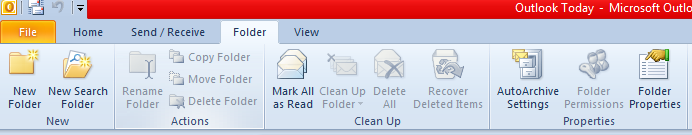 Outlook Today - Microsoft Outlo
File Home Send / Receive Folder View
New Folder
New Search Folder
New
Rename Folder
Copy Folder
Move Folder
Delete Folder
Actions
Mark All as Read
Clean Up Folder
Delete All
Recover Deleted Items
Clean Up
AutoArchive Settings
Folder Permissions
Folder Properties
Properties